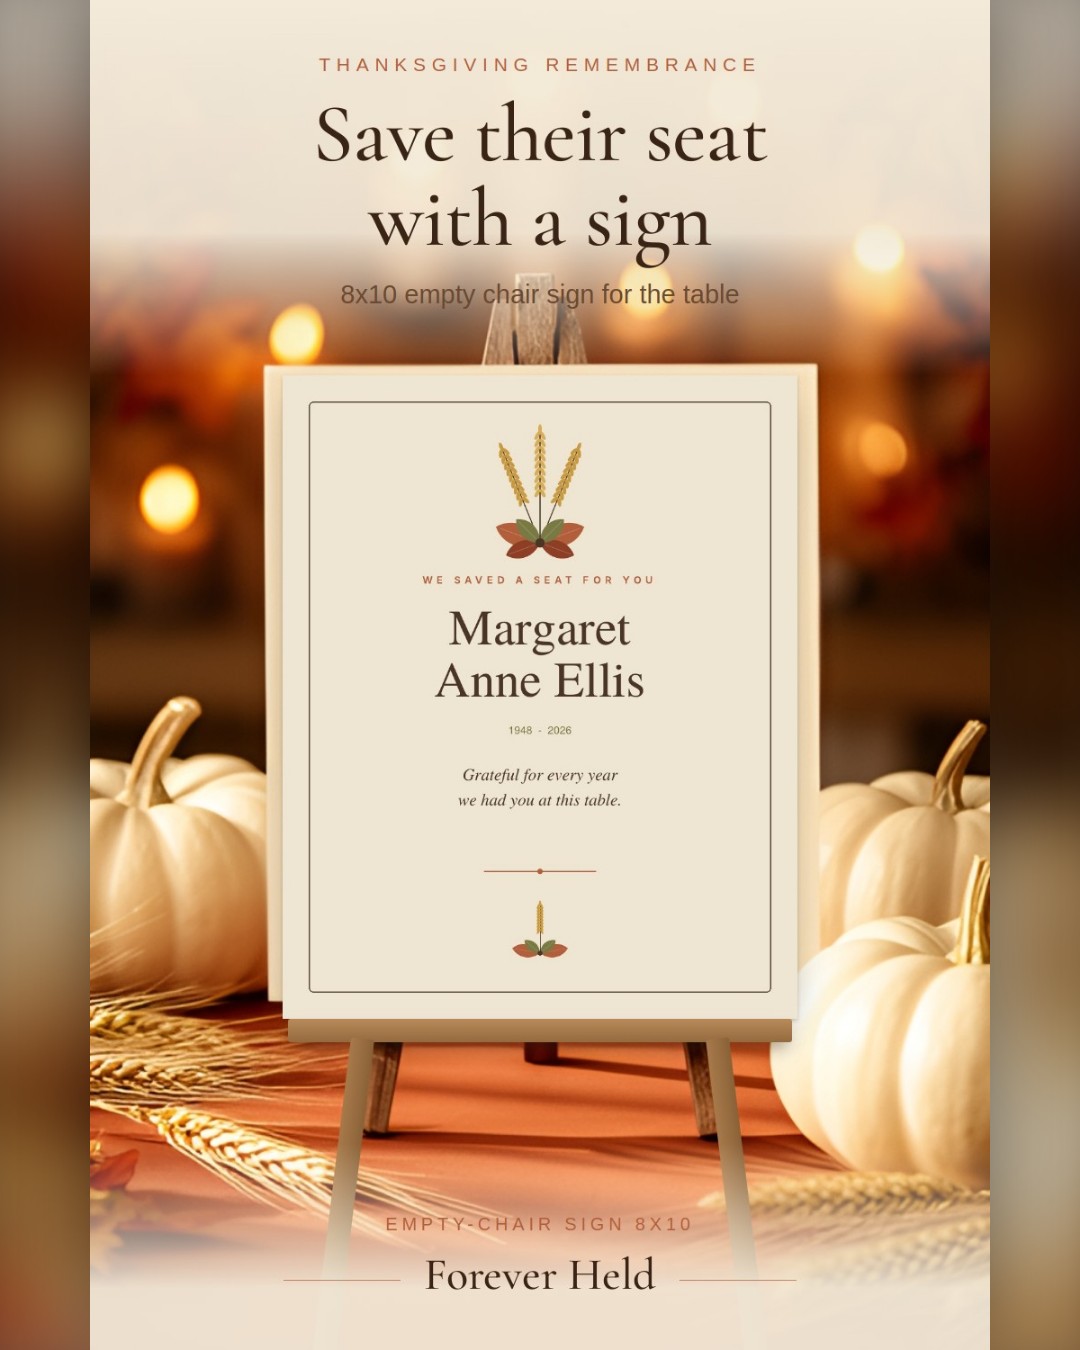 THANKSGIVING REMEMBRANCE
Save their seat
with a sign
8x10 empty chair sign for the table
WE SAVED A SEAT FOR YOU
Margaret
Anne Ellis
1948 - 2026
Grateful for every year
we had you at this table.
EMPTY-CHAIR SIGN 8X10
Forever Held